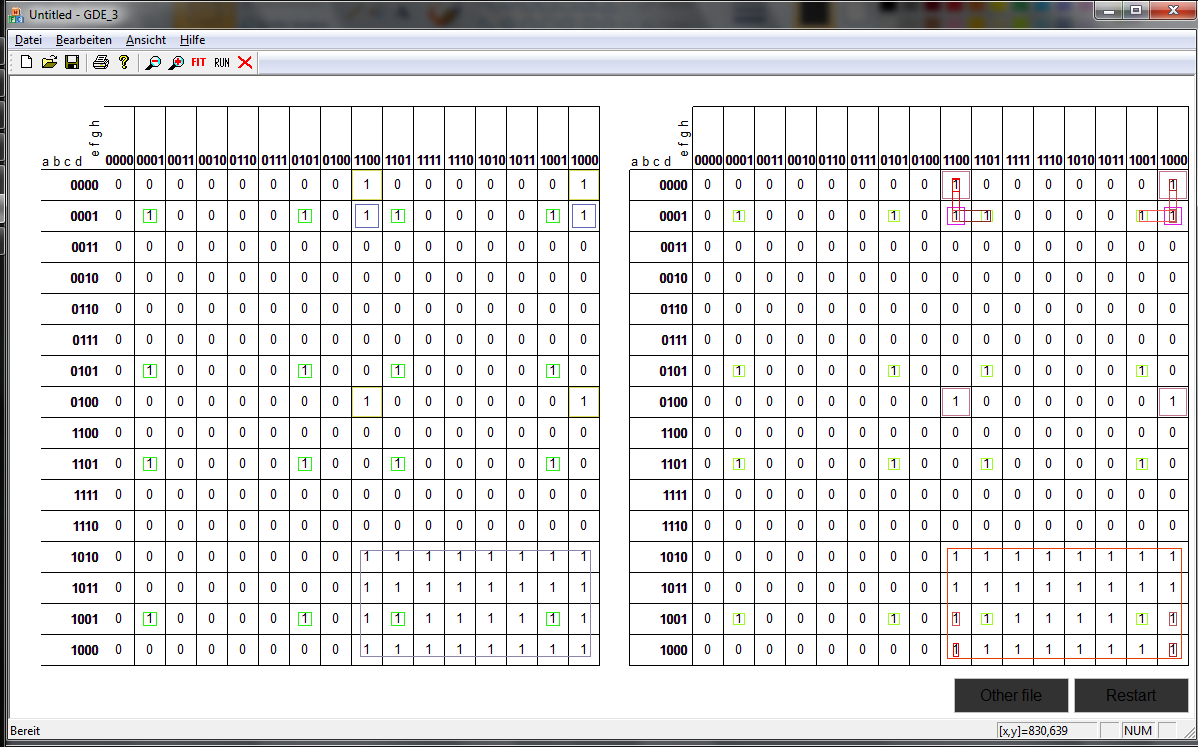 Untitled - GDE_3
Datei Bearbeiten Ansicht Hilfe
FIT RUN
e f g h
a b c d 0000 0001 0011 0010 0110 0111 0101 0100 1100 1101 1111 1110 1010 1011 1001 1000
0000 0 0 0 0 0 0 0 0 1 0 0 0 0 0 0 1
0001 0 1 0 0 0 0 1 0 1 1 0 0 0 0 1 1
0011 0 0 0 0 0 0 0 0 0 0 0 0 0 0 0 0
0010 0 0 0 0 0 0 0 0 0 0 0 0 0 0 0 0
0110 0 0 0 0 0 0 0 0 0 0 0 0 0 0 0 0
0111 0 0 0 0 0 0 0 0 0 0 0 0 0 0 0 0
0101 0 1 0 0 0 0 1 0 0 1 0 0 0 0 1 0
0100 0 0 0 0 0 0 0 0 1 0 0 0 0 0 0 1
1100 0 0 0 0 0 0 0 0 0 0 0 0 0 0 0 0
1101 0 1 0 0 0 0 1 0 0 1 0 0 0 0 1 0
1111 0 0 0 0 0 0 0 0 0 0 0 0 0 0 0 0
1110 0 0 0 0 0 0 0 0 0 0 0 0 0 0 0 0
1010 0 0 0 0 0 0 0 0 1 1 1 1 1 1 1 1
1011 0 0 0 0 0 0 0 0 1 1 1 1 1 1 1 1
1001 0 1 0 0 0 0 1 0 1 1 1 1 1 1 1 1
1000 0 0 0 0 0 0 0 0 1 1 1 1 1 1 1 1
e f g h
a b c d 0000 0001 0011 0010 0110 0111 0101 0100 1100 1101 1111 1110 1010 1011 1001 1000
0000 0 0 0 0 0 0 0 0 1 0 0 0 0 0 0 1
0001 0 1 0 0 0 0 1 0 1 1 0 0 0 0 1 1
0011 0 0 0 0 0 0 0 0 0 0 0 0 0 0 0 0
0010 0 0 0 0 0 0 0 0 0 0 0 0 0 0 0 0
0110 0 0 0 0 0 0 0 0 0 0 0 0 0 0 0 0
0111 0 0 0 0 0 0 0 0 0 0 0 0 0 0 0 0
0101 0 1 0 0 0 0 1 0 0 1 0 0 0 0 1 0
0100 0 0 0 0 0 0 0 0 1 0 0 0 0 0 0 1
1100 0 0 0 0 0 0 0 0 0 0 0 0 0 0 0 0
1101 0 1 0 0 0 0 1 0 0 1 0 0 0 0 1 0
1111 0 0 0 0 0 0 0 0 0 0 0 0 0 0 0 0
1110 0 0 0 0 0 0 0 0 0 0 0 0 0 0 0 0
1010 0 0 0 0 0 0 0 0 1 1 1 1 1 1 1 1
1011 0 0 0 0 0 0 0 0 1 1 1 1 1 1 1 1
1001 0 1 0 0 0 0 1 0 1 1 1 1 1 1 1 1
1000 0 0 0 0 0 0 0 0 1 1 1 1 1 1 1 1
Other file Restart
Bereit [x,y]=830,639 NUM